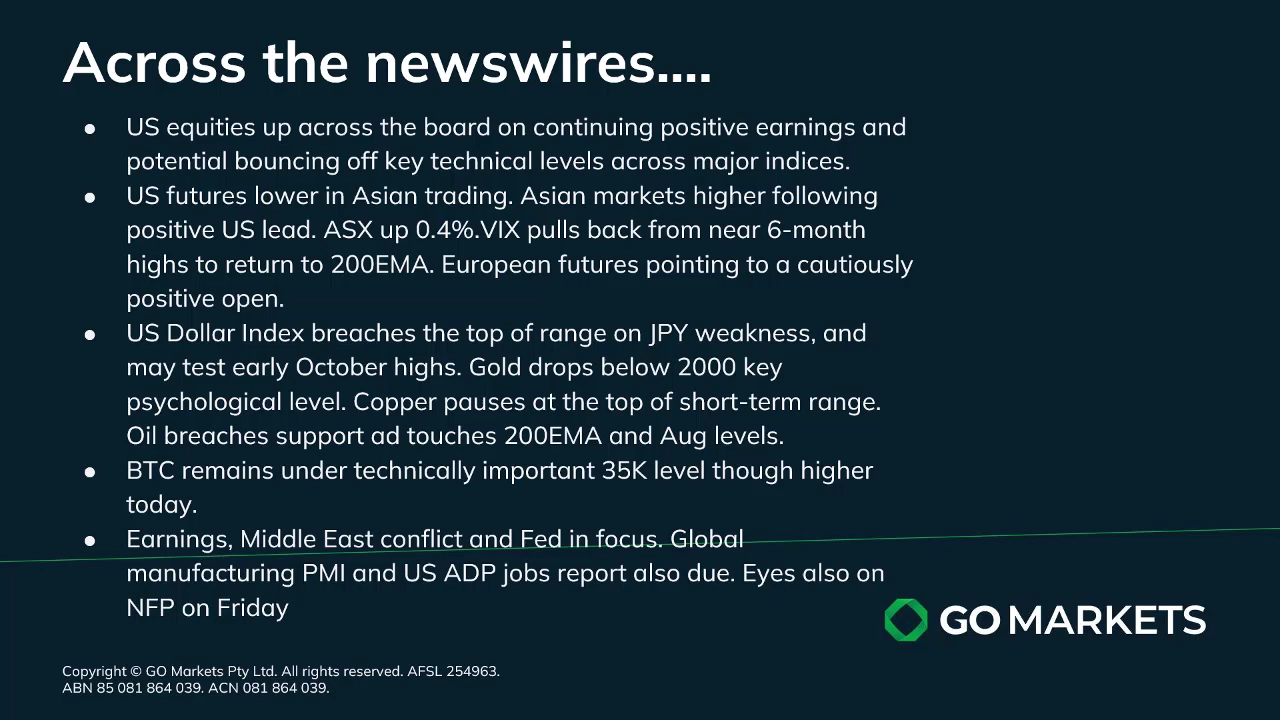 Across the newswires....
● US equities up across the board on continuing positive earnings and
potential bouncing off key technical levels across major indices.
● US futures lower in Asian trading. Asian markets higher following
positive US lead. ASX up 0.4%.VIX pulls back from near 6-month
highs to return to 200EMA. European futures pointing to a cautiously
positive open.
● US Dollar Index breaches the top of range on JPY weakness, and
may test early October highs. Gold drops below 2000 key
psychological level. Copper pauses at the top of short-term range.
Oil breaches support ad touches 200EMA and Aug levels.
● BTC remains under technically important 35K level though higher
today.
● Earnings, Middle East conflict and Fed in focus. Global
manufacturing PMI and US ADP jobs report also due. Eyes also on
NFP on Friday
GO MARKETS
Copyright © GO Markets Pty Ltd. All rights reserved. AFSL 254963.
ABN 85 081 864 039. ACN 081 864 039.